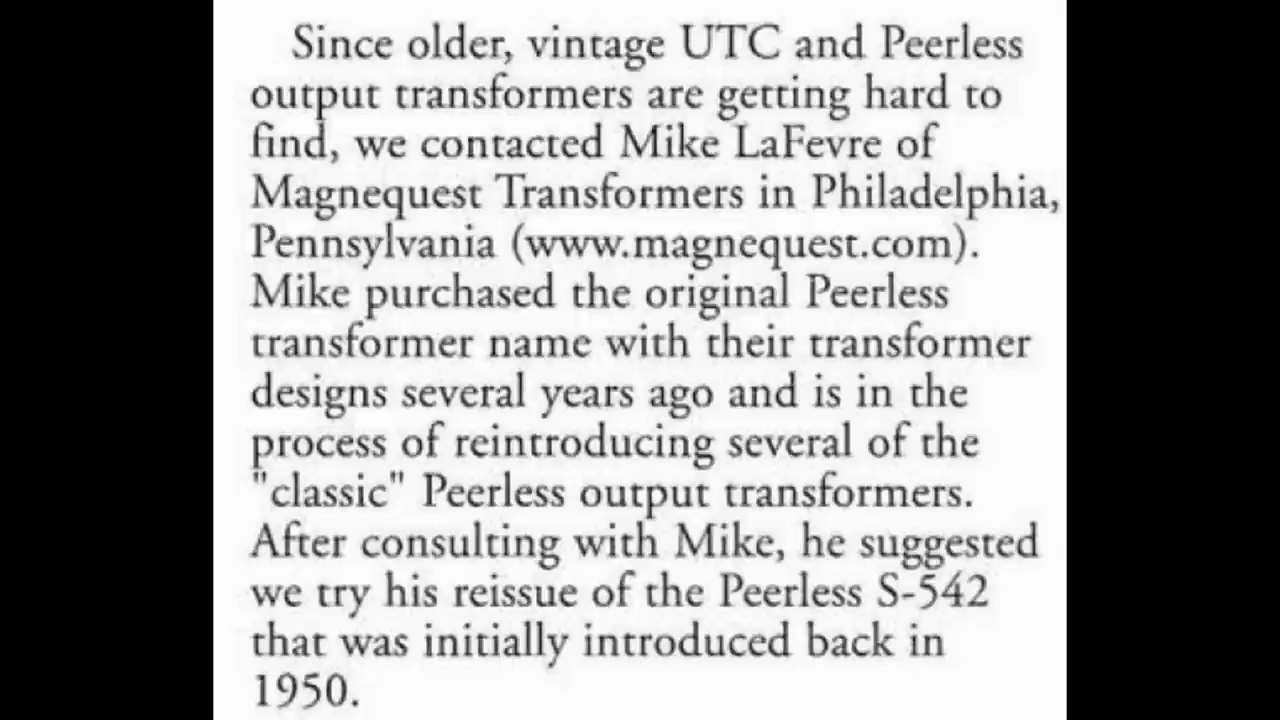 Since older, vintage UTC and Peerless
output transformers are getting hard to
find, we contacted Mike LaFevre of
Magnequest Transformers in Philadelphia,
Pennsylvania (www.magnequest.com).
Mike purchased the original Peerless
transformer name with their transformer
designs several years ago and is in the
process of reintroducing several of the
"classic" Peerless output transformers.
After consulting with Mike, he suggested
we try his reissue of the Peerless S-542
that was initially introduced back in
1950.